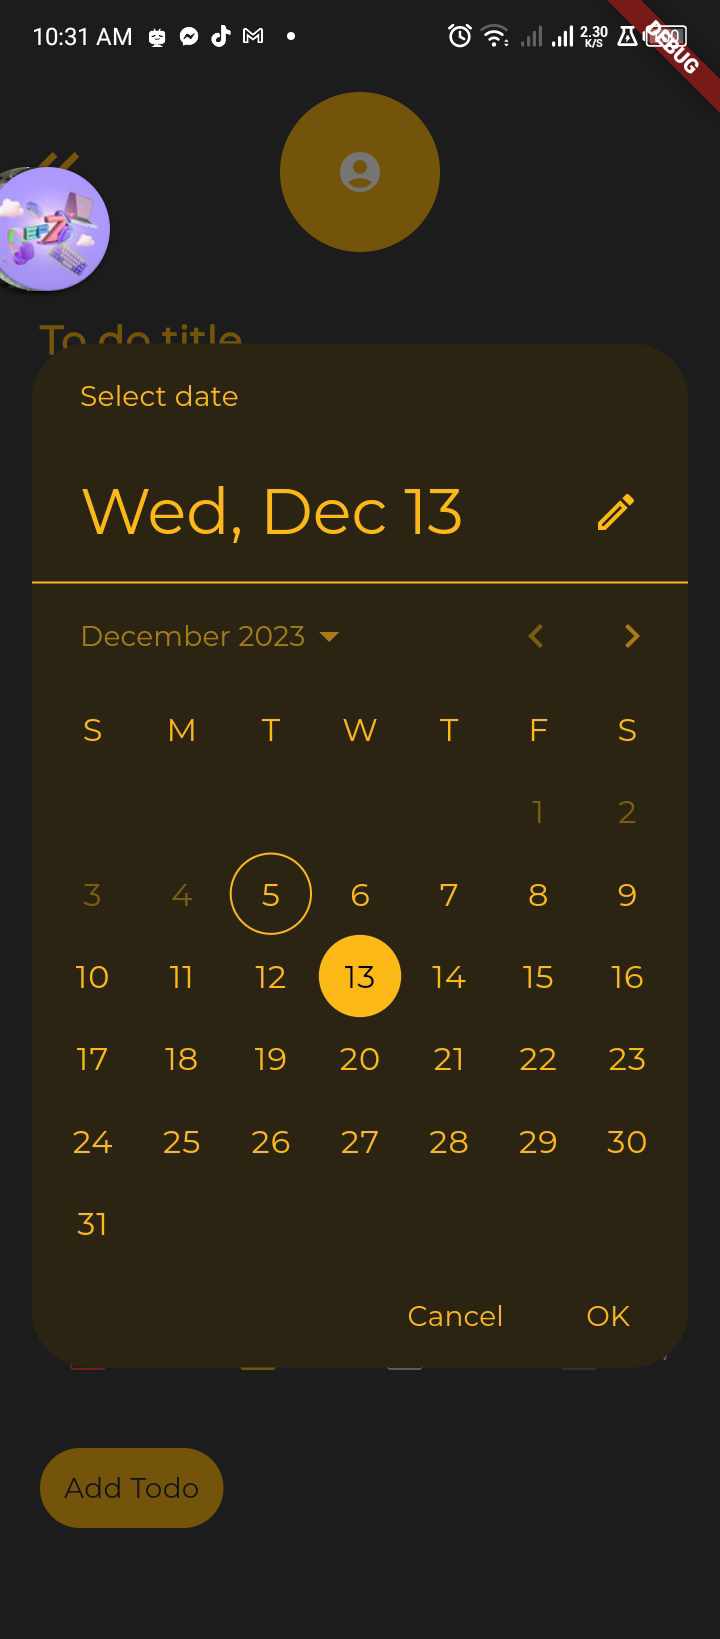 10:31 AM
2.30
K/S
DEBUG
To do title
Select date
Wed, Dec 13
December 2023
S M T W T F S
1 2
3 4 5 6 7 8 9
10 11 12 13 14 15 16
17 18 19 20 21 22 23
24 25 26 27 28 29 30
31
Cancel OK
Add Todo